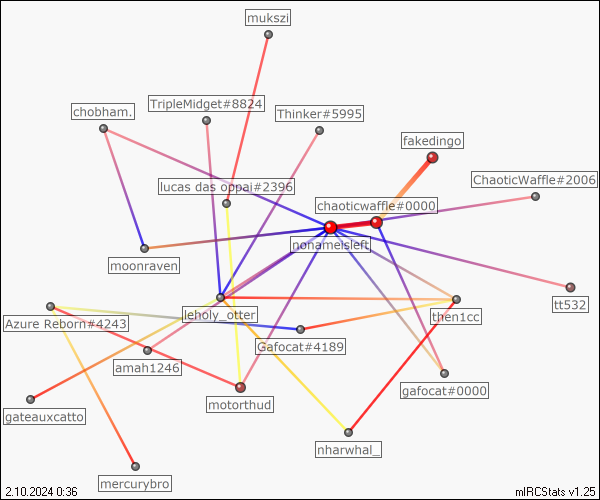 mukszi
TripleMidget#8824
chobham.
Thinker#5995
fakedingo
ChaoticWaffle#2006
lucas das oppai#2396
chaoticwaffle#0000
nonameisleft
moonraven
tt532
leholy_otter
then1cc
Azure Reborn#4243
Gafocat#4189
amah1246
gafocat#0000
motorthud
gateauxcatto
nharwhal_
mercurybro
2.10.2024 0:36
mIRCStats v1.25